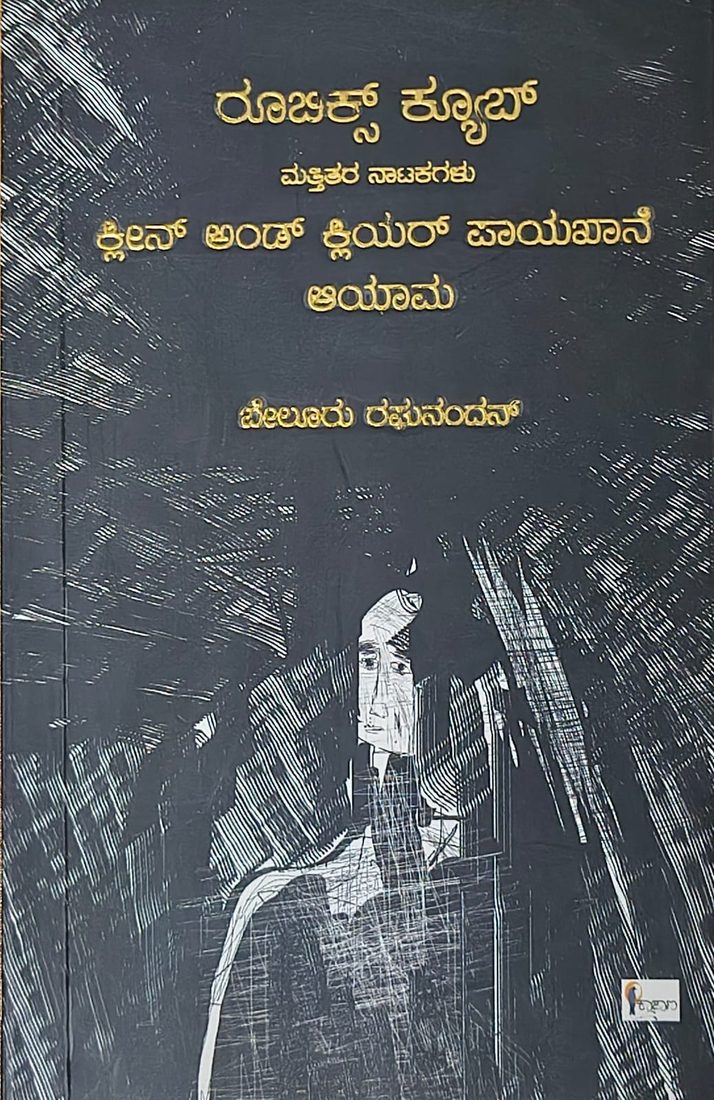 ರೂಬಿಕ್ಸ್ ಕ್ಯೂಬ್
ಮತ್ತಿತರ ನಾಟಕಗಳು
ಕ್ಲೀನ್ ಅಂಡ್ ಕ್ಲಿಯರ್ ಪಾಯಖಾನೆ
ಆಯಾಮ
ಬೇಲೂರು ರಘುನಂದನ್